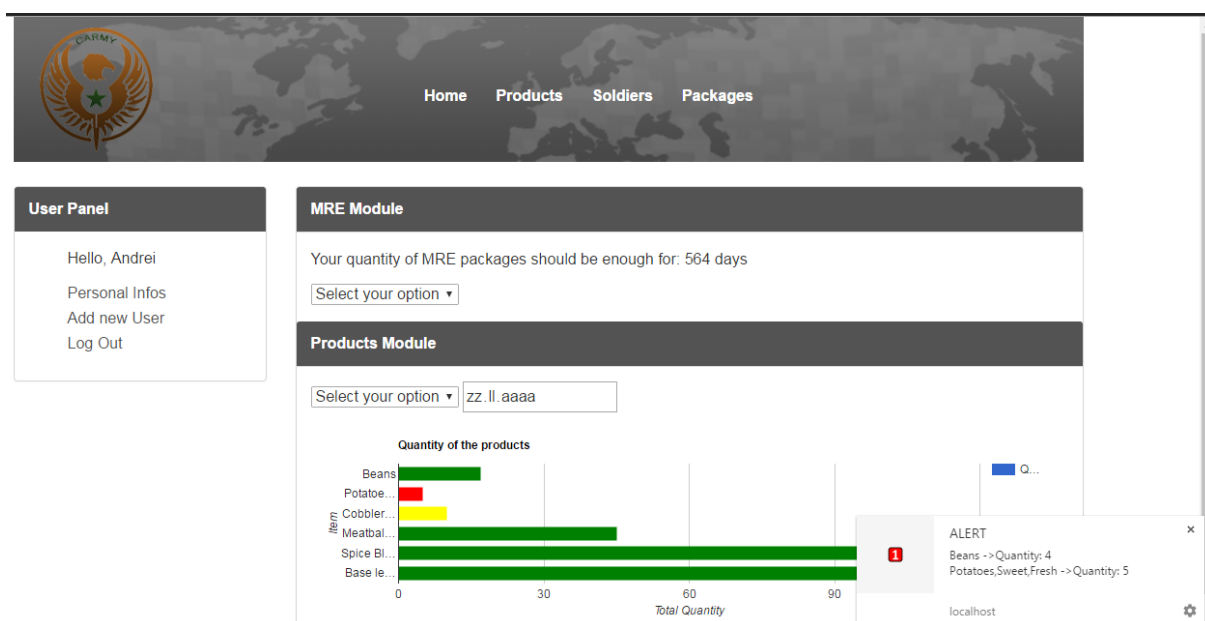 CARMY
Home Products Soldiers Packages
User Panel
Hello, Andrei
Personal Infos
Add new User
Log Out
MRE Module
Your quantity of MRE packages should be enough for: 564 days
Select your option
Products Module
Select your option zz.ll.aaaa
Quantity of the products
Beans
Potatoe...
Cobbler...
Meatbal...
Spice Bl...
Base le...
Item
0 30 60 90
Total Quantity
Q...
1
ALERT
Beans ->Quantity: 4
Potatoes,Sweet,Fresh ->Quantity: 5
localhost